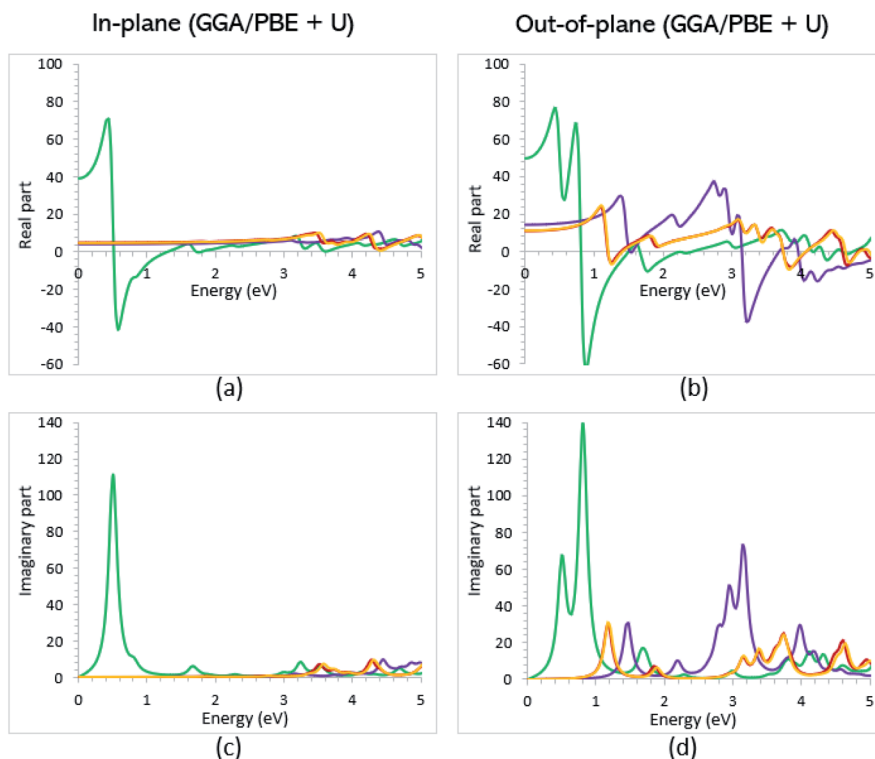 In-plane (GGA/PBE + U)
Out-of-plane (GGA/PBE + U)
100
80
60
40
20
0
-20
-40
-60
Real part
0 1 2 3 4 5
Energy (eV)
(a)
100
80
60
40
20
0
-20
-40
-60
Real part
0 1 2 3 4 5
Energy (eV)
(b)
140
120
100
80
60
40
20
0
Imaginary part
0 1 2 3 4 5
Energy (eV)
(c)
140
120
100
80
60
40
20
0
Imaginary part
0 1 2 3 4 5
Energy (eV)
(d)